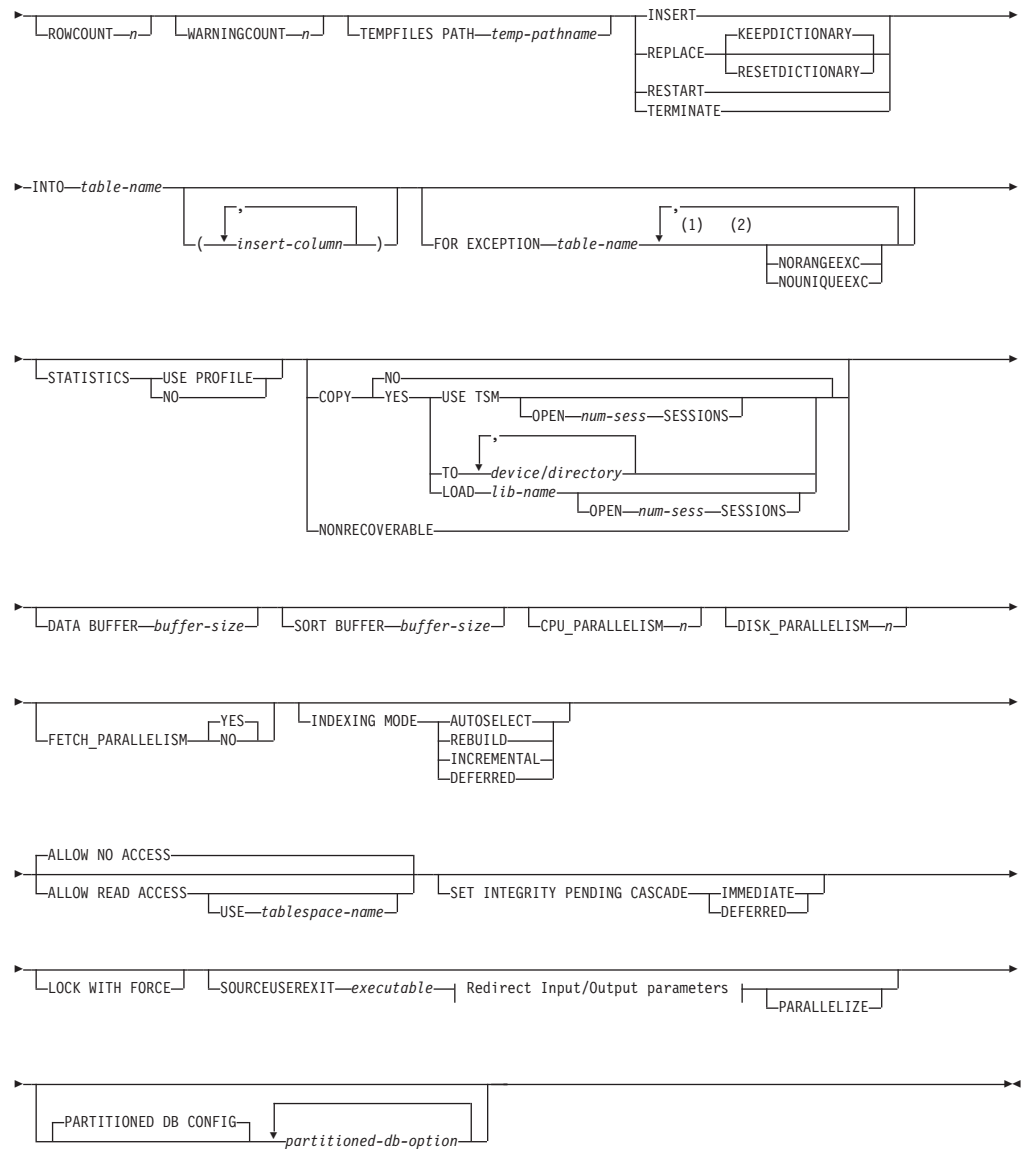 ROWCOUNT n WARNINGCOUNT n TEMPFILES PATH temp-pathname INSERT
KEEPDICTIONARY
REPLACE
RESETDICTIONARY
RESTART
TERMINATE
INTO table-name
,
( insert-column )
, (1) (2)
FOR EXCEPTION table-name
NORANGEEXC
NOUNIQUEEXC
STATISTICS USE PROFILE
NO
NO
COPY YES USE TSM
OPEN num-sess SESSIONS
,
TO device/directory
LOAD lib-name
OPEN num-sess SESSIONS
NONRECOVERABLE
DATA BUFFER buffer-size SORT BUFFER buffer-size CPU_PARALLELISM n DISK_PARALLELISM n
YES
FETCH_PARALLELISM NO
INDEXING MODE AUTOSELECT
REBUILD
INCREMENTAL
DEFERRED
ALLOW NO ACCESS
ALLOW READ ACCESS
USE tablespace-name
SET INTEGRITY PENDING CASCADE IMMEDIATE
DEFERRED
LOCK WITH FORCE SOURCEUSEREXIT executable Redirect Input/Output parameters
PARALLELIZE
PARTITIONED DB CONFIG
partitioned-db-option